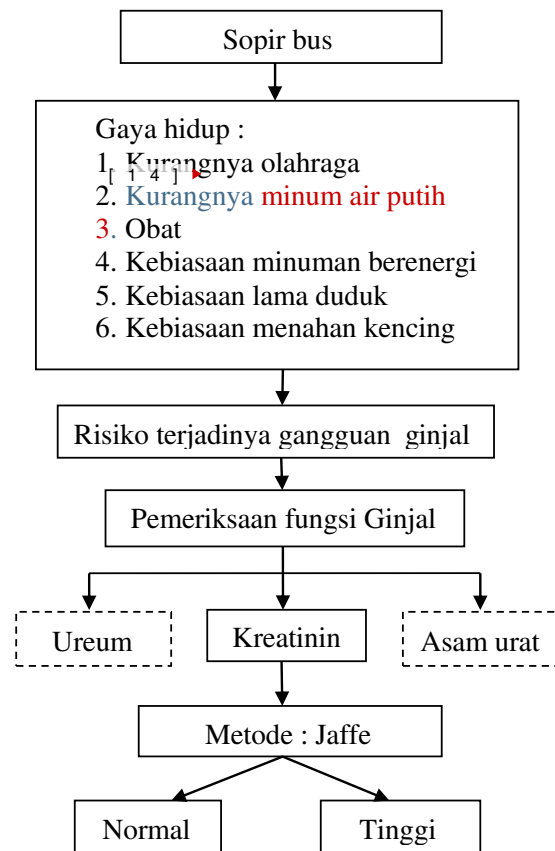 Sopir bus
Gaya hidup :
1. Kurangnya olahraga
[ 1 4 ]
2. Kurangnya minum air putih
3. Obat
4. Kebiasaan minuman berenergi
5. Kebiasaan lama duduk
6. Kebiasaan menahan kencing
Risiko terjadinya gangguan ginjal
Pemeriksaan fungsi Ginjal
Ureum
Kreatinin
Asam urat
Metode : Jaffe
Normal
Tinggi